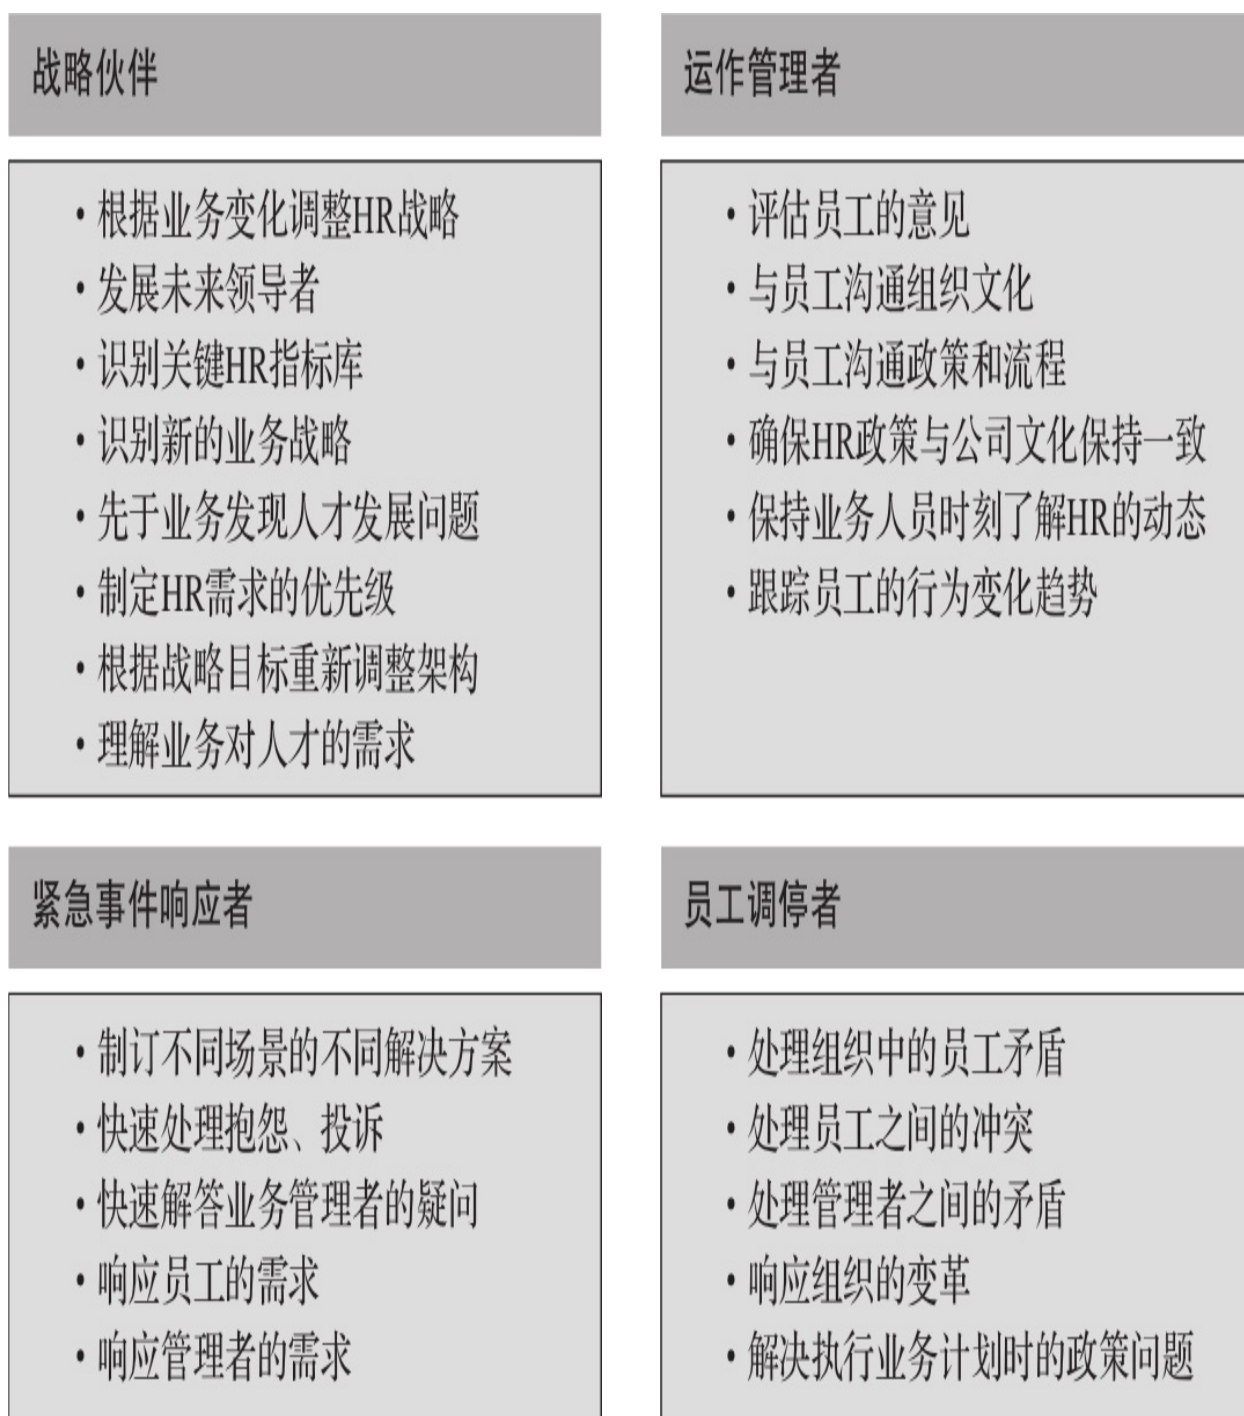 战略伙伴
• 根据业务变化调整HR战略
• 发展未来领导者
• 识别关键HR指标库
• 识别新的业务战略
• 先于业务发现人才发展问题
• 制定HR需求的优先级
• 根据战略目标重新调整架构
• 理解业务对人才的需求
运作管理者
• 评估员工的意见
• 与员工沟通组织文化
• 与员工沟通政策和流程
• 确保HR政策与公司文化保持一致
• 保持业务人员时刻了解HR的动态
• 跟踪员工的行为变化趋势
紧急事件响应者
• 制订不同场景的不同解决方案
• 快速处理抱怨、投诉
• 快速解答业务管理者的疑问
• 响应员工的需求
• 响应管理者的需求
员工调停者
• 处理组织中的员工矛盾
• 处理员工之间的冲突
• 处理管理者之间的矛盾
• 响应组织的变革
• 解决执行业务计划时的政策问题